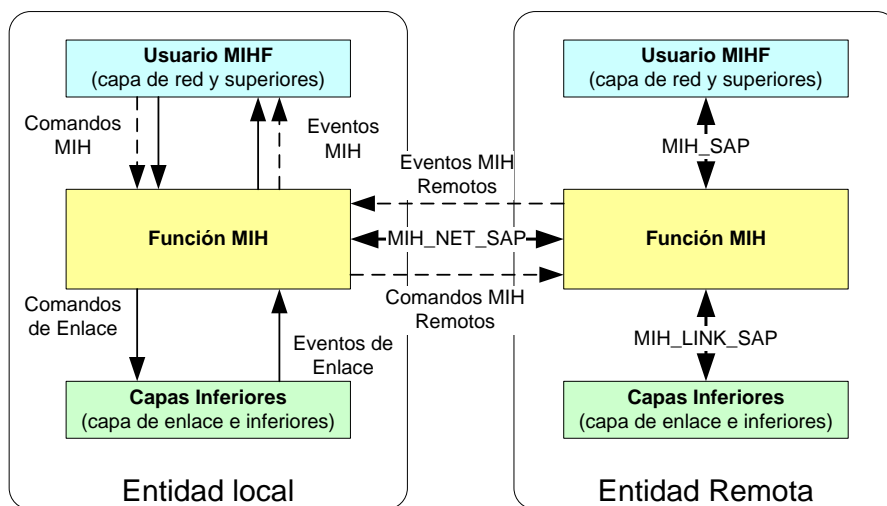 Usuario MIHF
(capa de red y superiores)
Comandos
MIH
Eventos
MIH
Función MIH
Comandos
de Enlace
Eventos de
Enlace
Capas Inferiores
(capa de enlace e inferiores)
Entidad local
Eventos MIH
Remotos
MIH_NET_SAP
Comandos MIH
Remotos
Usuario MIHF
(capa de red y superiores)
MIH_SAP
Función MIH
MIH_LINK_SAP
Capas Inferiores
(capa de enlace e inferiores)
Entidad Remota